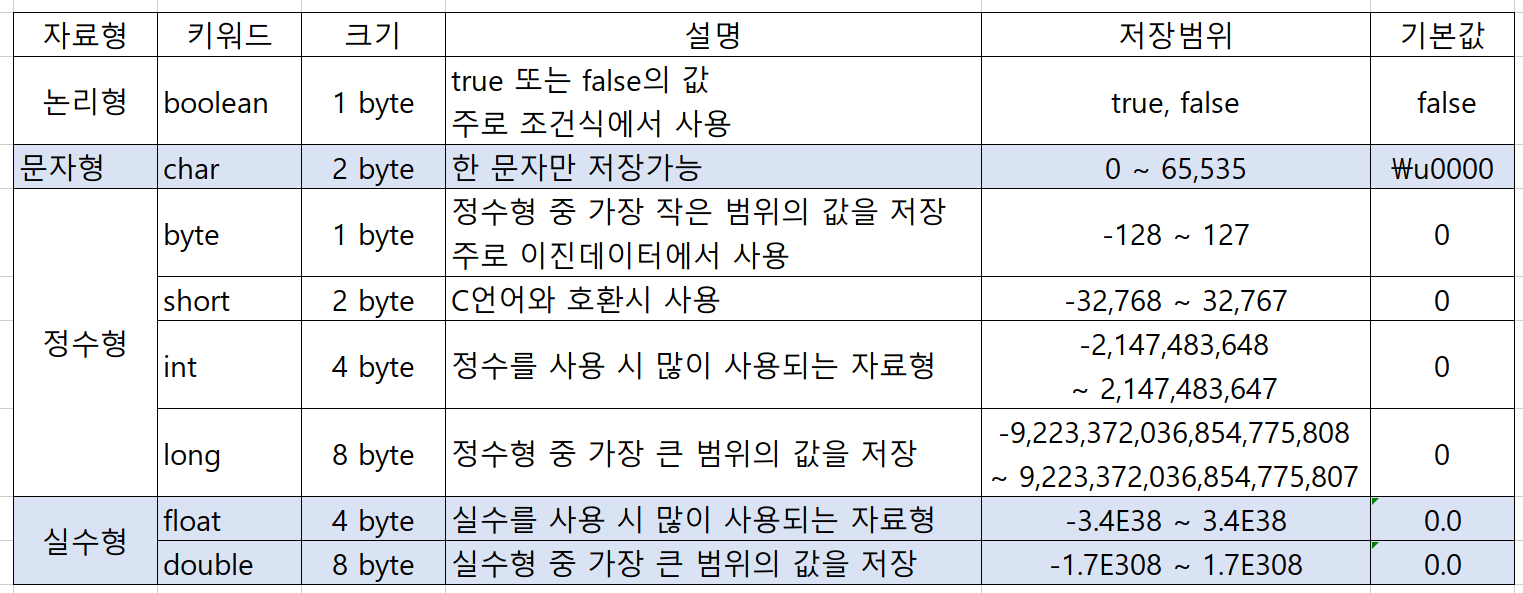 자료형 키워드 크기 설명 저장범위 기본값
논리형 boolean 1 byte true 또는 false의 값
주로 조건식에서 사용 true, false false
문자형 char 2 byte 한 문자만 저장가능 0 ~ 65,535 ₩u0000
정수형 byte 1 byte 정수형 중 가장 작은 범위의 값을 저장
주로 이진데이터에서 사용 -128 ~ 127 0
short 2 byte C언어와 호환시 사용 -32,768 ~ 32,767 0
int 4 byte 정수를 사용 시 많이 사용되는 자료형 -2,147,483,648
~ 2,147,483,647 0
long 8 byte 정수형 중 가장 큰 범위의 값을 저장 -9,223,372,036,854,775,808
~ 9,223,372,036,854,775,807 0
실수형 float 4 byte 실수를 사용 시 많이 사용되는 자료형 -3.4E38 ~ 3.4E38 0.0
double 8 byte 실수형 중 가장 큰 범위의 값을 저장 -1.7E308 ~ 1.7E308 0.0